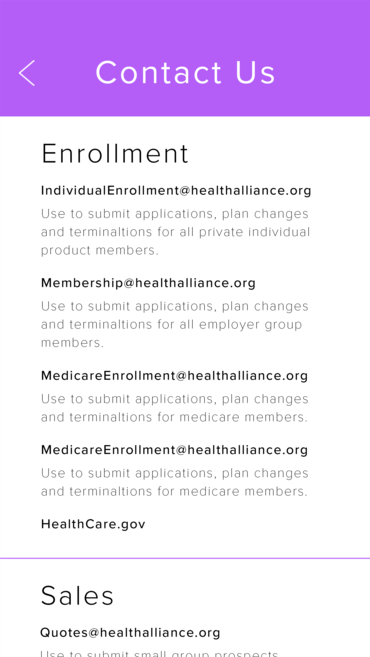 Contact Us
Enrollment
IndividualEnrollment@healthalliance.org
Use to submit applications, plan changes
and terminaltions for all private individual
product members.
Membership@healthalliance.org
Use to submit applications, plan changes
and terminaltions for all employer group
members.
MedicareEnrollment@healthalliance.org
Use to submit applications, plan changes
and terminaltions for medicare members.
MedicareEnrollment@healthalliance.org
Use to submit applications, plan changes
and terminaltions for medicare members.
HealthCare.gov
Sales
Quotes@healthalliance.org
Use to submit small group prospects